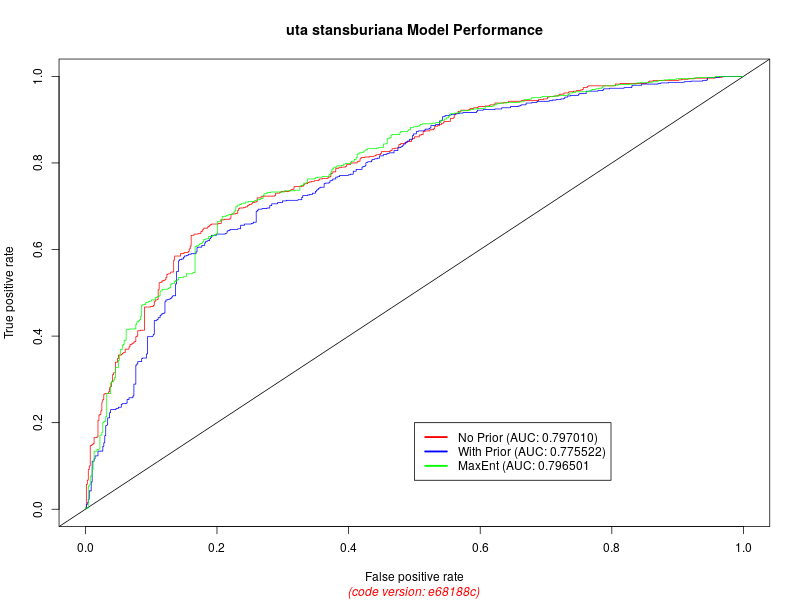 uta stansburiana Model Performance
True positive rate
1.0
0.8
0.6
0.4
0.2
0.0
No Prior (AUC: 0.797010)
With Prior (AUC: 0.775522)
MaxEnt (AUC: 0.796501
0.0 0.2 0.4 0.6 0.8 1.0
False positive rate
(code version: e68188c)